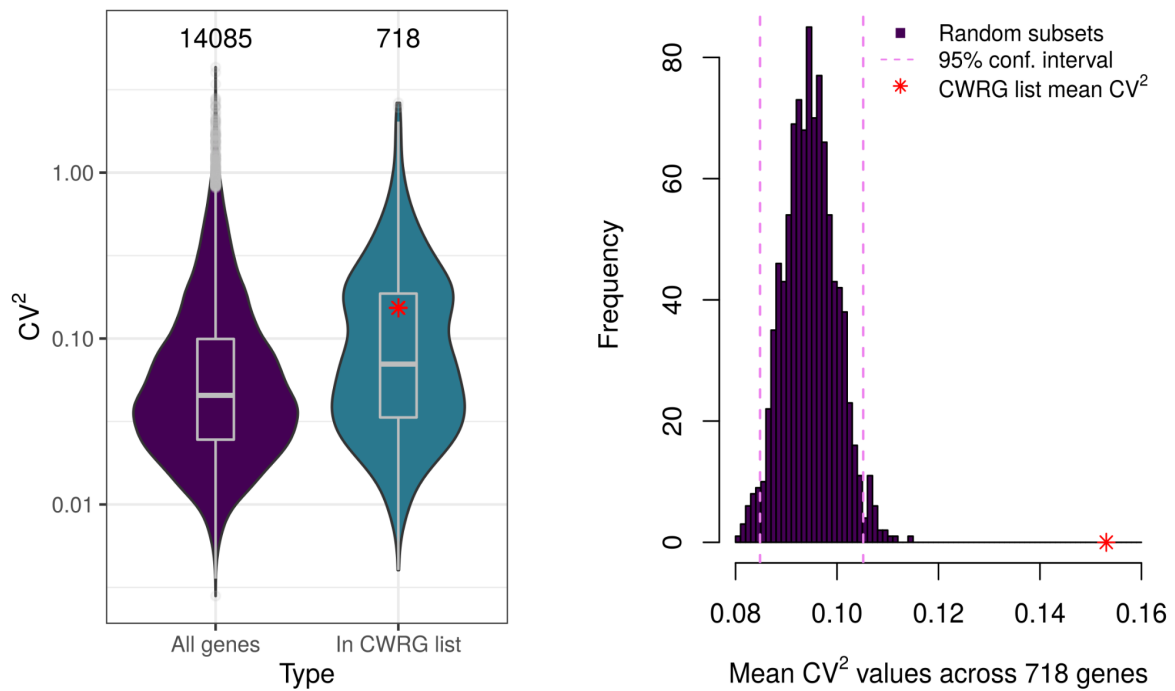 14085
718
1.00
0.10
0.01
CV²
All genes
In CWRG list
Type
Random subsets
95% conf. interval
CWRG list mean CV²
80
60
40
20
0
Frequency
0.08
0.10
0.12
0.14
0.16
Mean CV² values across 718 genes